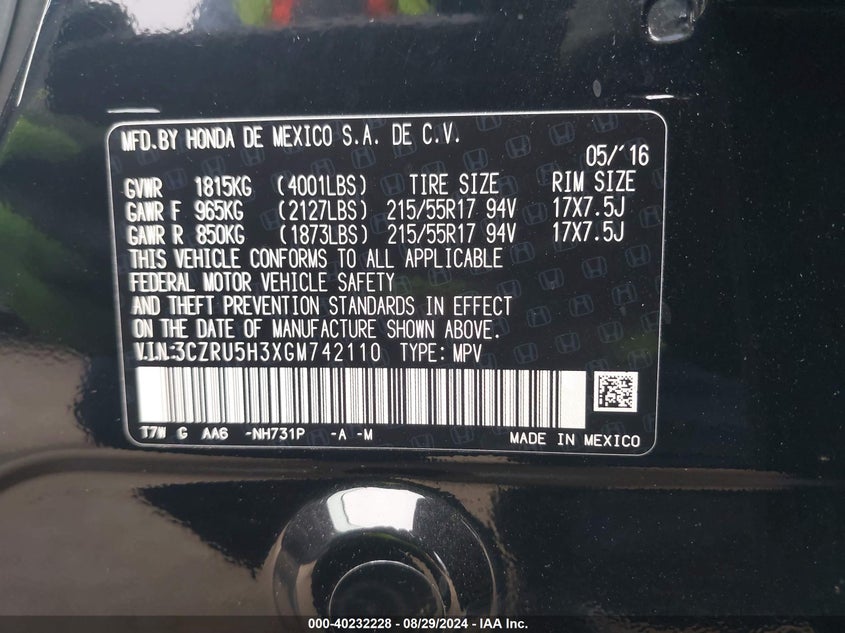 MFD.BY HONDA DE MEXICO S.A. DE C.V.
05/'16
GVWR 1815KG (4001LBS) TIRE SIZE RIM SIZE
GAWR F 965KG (2127LBS) 215/55R17 94V 17X7.5J
GAWR R 850KG (1873LBS) 215/55R17 94V 17X7.5J
THIS VEHICLE CONFORMS TO ALL APPLICABLE
FEDERAL MOTOR VEHICLE SAFETY
AND THEFT PREVENTION STANDARDS IN EFFECT
ON THE DATE OF MANUFACTURE SHOWN ABOVE.
V.I.N:3CZRU5H3XGM742110 TYPE: MPV
T7W G AA6 -NH731P -A -M
MADE IN MEXICO
000-40232228 - 08/29/2024 - IAA Inc.